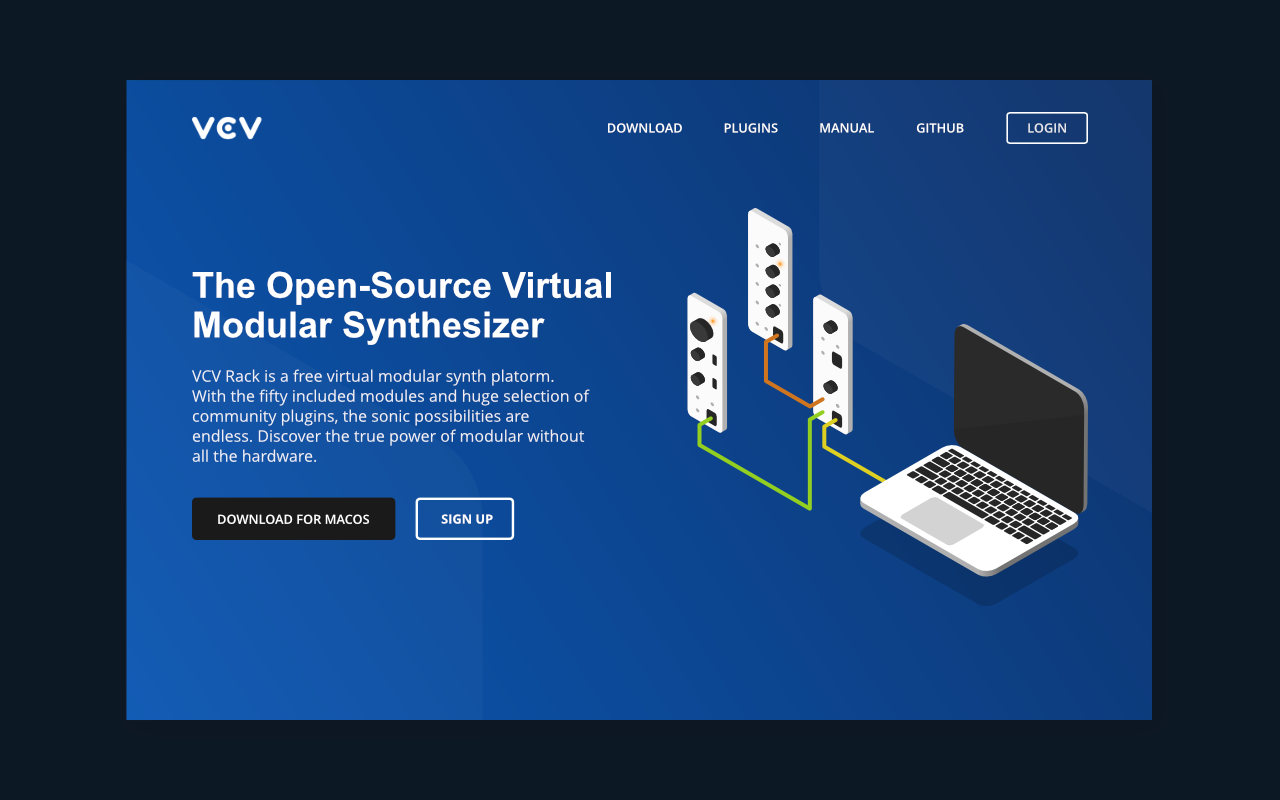 VCV
DOWNLOAD
PLUGINS
MANUAL
GITHUB
LOGIN
The Open-Source Virtual
Modular Synthesizer
VCV Rack is a free virtual modular synth platorm.
With the fifty included modules and huge selection of
community plugins, the sonic possibilities are
endless. Discover the true power of modular without
all the hardware.
DOWNLOAD FOR MACOS
SIGN UP